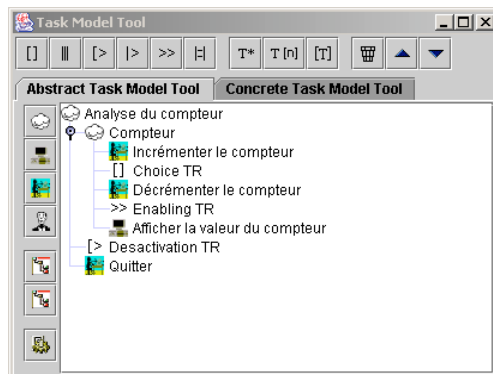 Task Model Tool
[] ||| [> |> >> |=| T* T [n] [T]
Abstract Task Model Tool Concrete Task Model Tool
Analyse du compteur
Compteur
Incrémenter le compteur
[] Choice TR
Décrémenter le compteur
>> Enabling TR
Afficher la valeur du compteur
[> Desactivation TR
Quitter